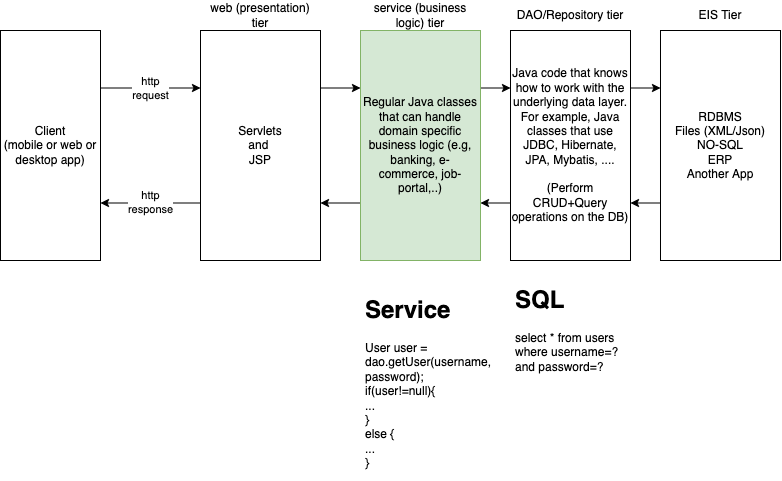 web (presentation)
tier
service (business
logic) tier
DAO/Repository tier
EIS Tier
Client
(mobile or web or
desktop app)
http
request
http
response
Servlets
and
JSP
Regular Java classes
that can handle
domain specific
business logic (e.g,
banking, e-
commerce, job-
portal,..)
Java code that knows
how to work with the
underlying data layer.
For example, Java
classes that use
JDBC, Hibernate,
JPA, Mybatis, ....
(Perform
CRUD+Query
operations on the DB)
RDBMS
Files (XML/Json)
NO-SQL
ERP
Another App
Service
User user =
dao.getUser(username,
password);
if(user!=null){
...
}
else {
...
}
SQL
select * from users
where username=?
and password=?